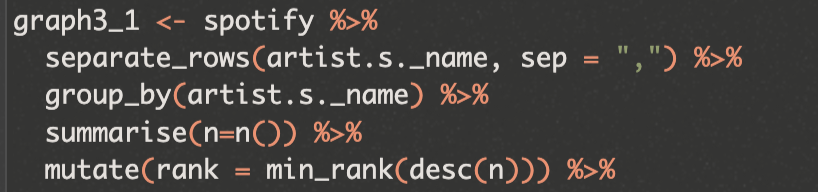 graph3_1 <- spotify %>%
  separate_rows(artist.s._name, sep = ",") %>%
  group_by(artist.s._name) %>%
  summarise(n=n()) %>%
  mutate(rank = min_rank(desc(n))) %>%